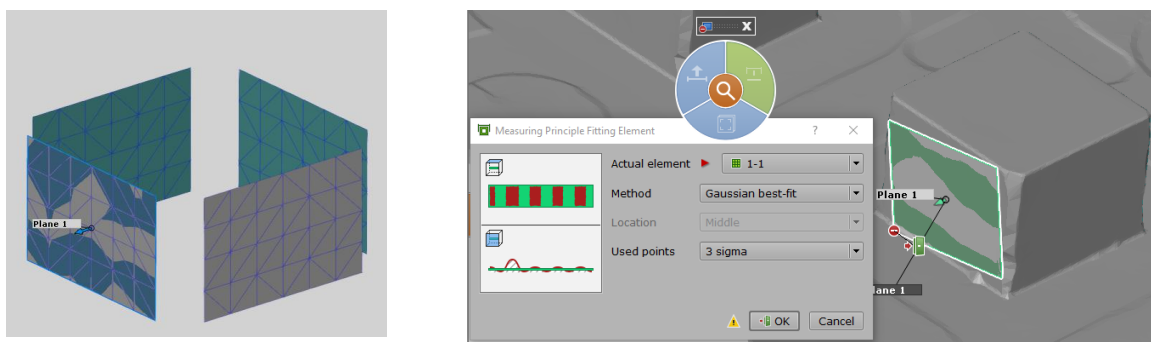 Plane 1
X
Measuring Principle Fitting Element
?
Actual element
1-1
Method
Gaussian best-fit
Location
Middle
Used points
3 sigma
OK
Cancel
Plane 1
lane 1